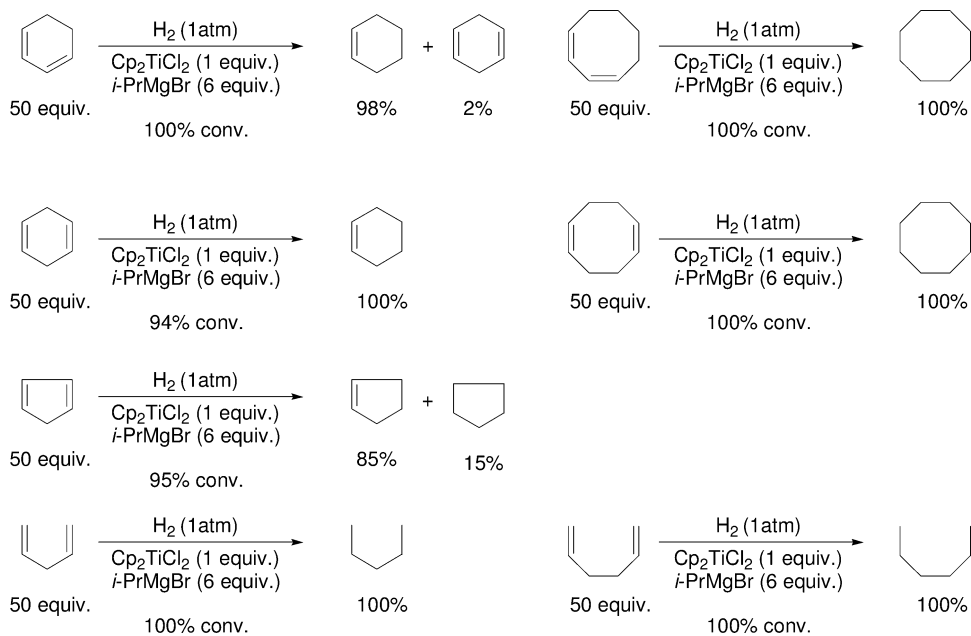 H2 (1atm)
Cp2TiCl2 (1 equiv.)
i-PrMgBr (6 equiv.)
50 equiv.
100% conv.
+
98%
2%
H2 (1atm)
Cp2TiCl2 (1 equiv.)
i-PrMgBr (6 equiv.)
50 equiv.
100% conv.
100%
H2 (1atm)
Cp2TiCl2 (1 equiv.)
i-PrMgBr (6 equiv.)
50 equiv.
94% conv.
100%
H2 (1atm)
Cp2TiCl2 (1 equiv.)
i-PrMgBr (6 equiv.)
50 equiv.
100% conv.
100%
H2 (1atm)
Cp2TiCl2 (1 equiv.)
i-PrMgBr (6 equiv.)
50 equiv.
95% conv.
+
85%
15%
H2 (1atm)
Cp2TiCl2 (1 equiv.)
i-PrMgBr (6 equiv.)
50 equiv.
100% conv.
100%
H2 (1atm)
Cp2TiCl2 (1 equiv.)
i-PrMgBr (6 equiv.)
50 equiv.
100% conv.
100%